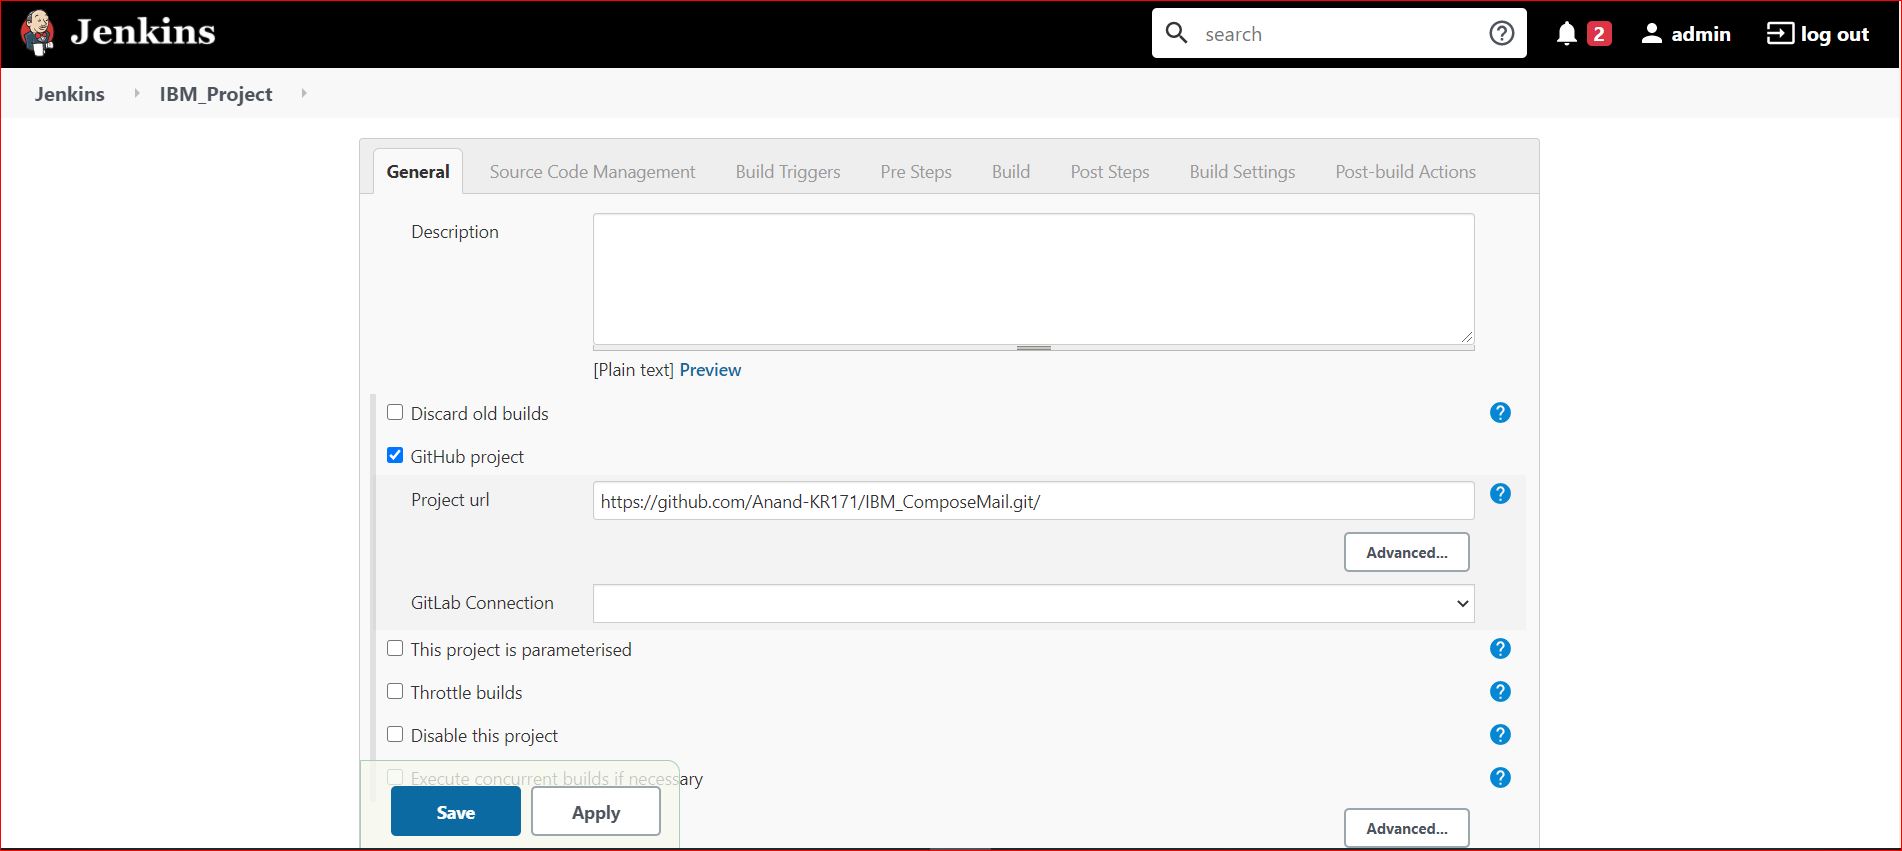 Jenkins
search
2
admin
log out
Jenkins
IBM_Project
General
Source Code Management
Build Triggers
Pre Steps
Build
Post Steps
Build Settings
Post-build Actions
Description
[Plain text] Preview
Discard old builds
?
GitHub project
Project url
https://github.com/Anand-KR171/IBM_ComposeMail.git/
?
Advanced...
GitLab Connection
This project is parameterised
?
Throttle builds
?
Disable this project
?
Execute concurrent builds if necessary
?
Save
Apply
Advanced...